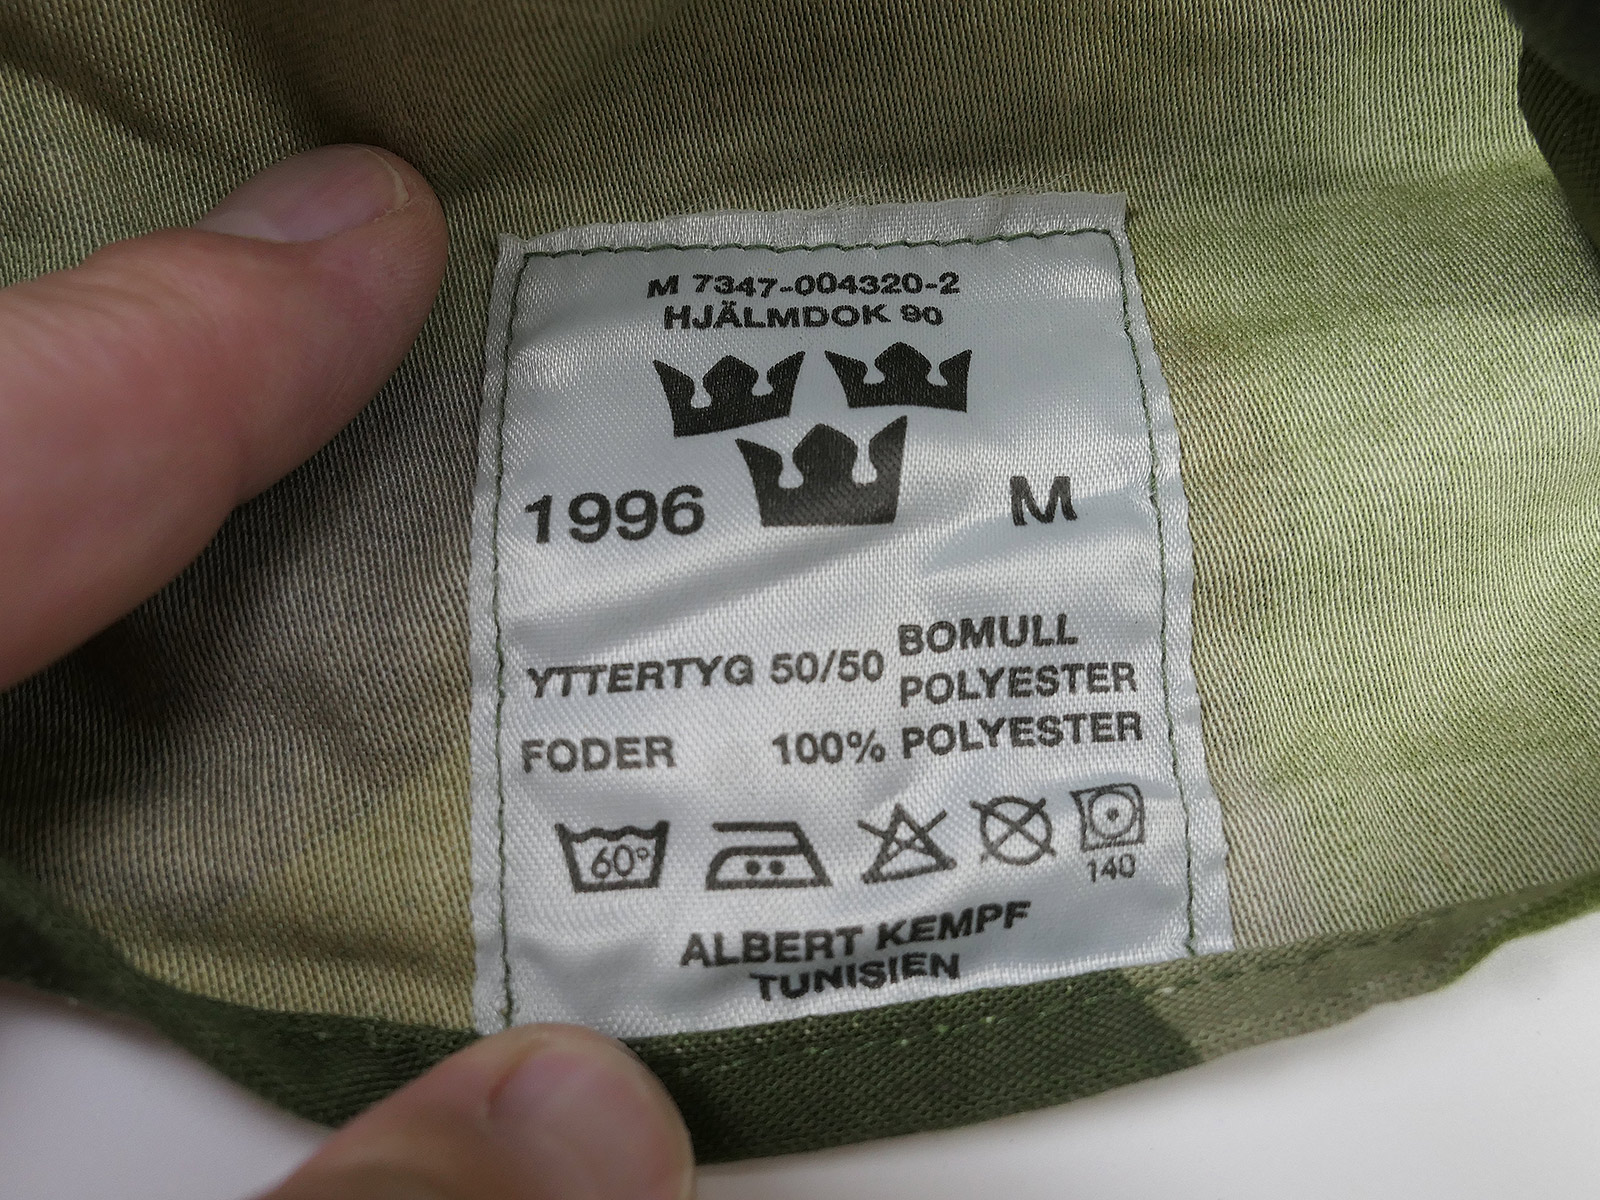 M 7347-004320-2
HJÄLMDOK 90
1996 M
YTTERTYG 50/50 BOMULL
POLYESTER
FODER 100% POLYESTER
60°
140
ALBERT KEMPF
TUNISIEN